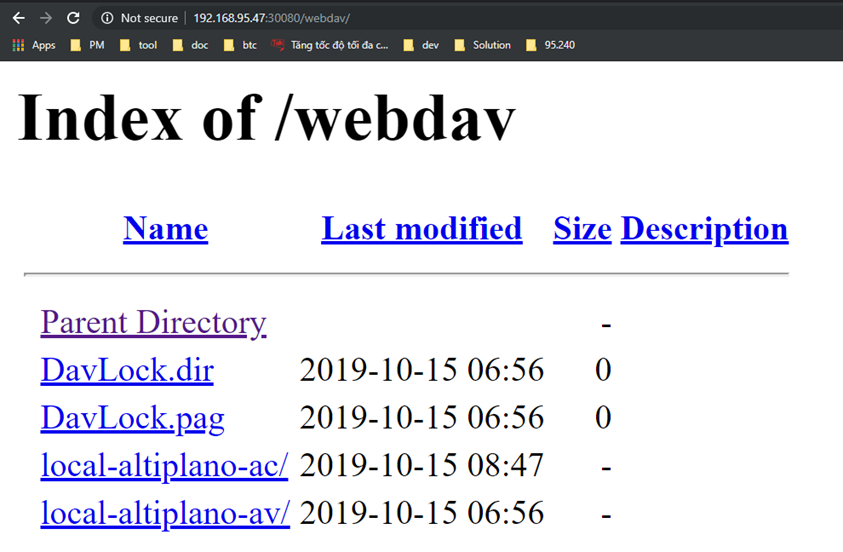 Not secure | 192.168.95.47:30080/webdav/
Apps PM tool doc btc Tăng tốc độ tối đa c... dev Solution 95.240
Index of /webdav
Name Last modified Size Description
Parent Directory -
DavLock.dir 2019-10-15 06:56 0
DavLock.pag 2019-10-15 06:56 0
local-altiplano-ac/ 2019-10-15 08:47 -
local-altiplano-av/ 2019-10-15 06:56 -